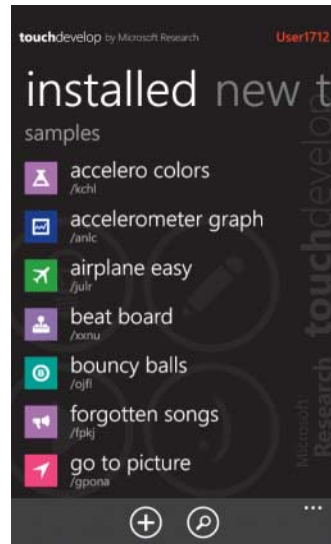 touchdevelop by Microsoft Research User1712
installed new t
samples
accelero colors
/kchl
accelerometer graph
/anlc
airplane easy
/julr
beat board
/xxnu
bouncy balls
/ojfl
forgotten songs
/fpkj
go to picture
/gpona
Microsoft
Research touchdevelop